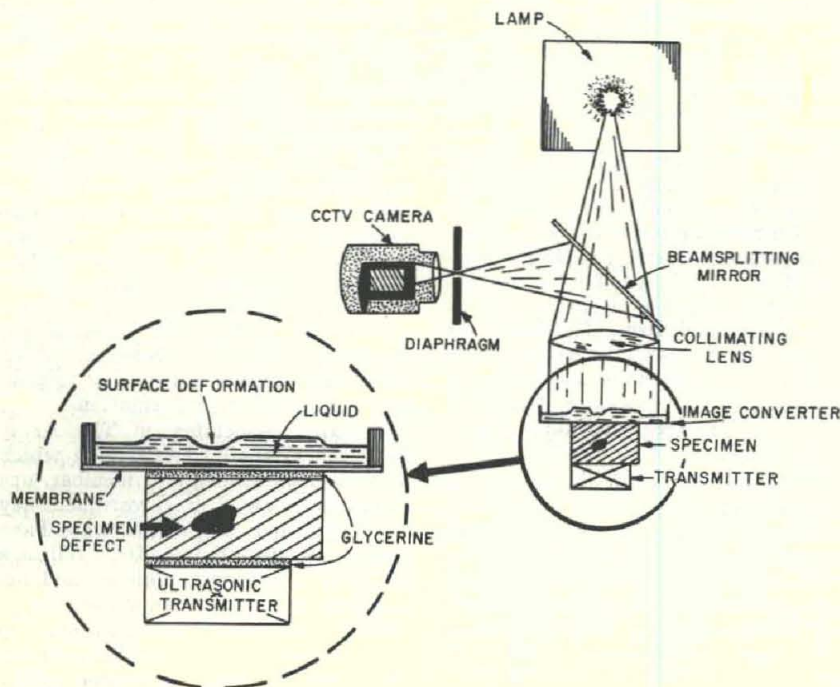 LAMP
CCTV CAMERA
BEAMSPLITTING
MIRROR
DIAPHRAGM
COLLIMATING
LENS
SURFACE DEFORMATION
LIQUID
IMAGE CONVERTER
SPECIMEN
TRANSMITTER
MEMBRANE
SPECIMEN
DEFECT
GLYCERINE
ULTRASONIC
TRANSMITTER